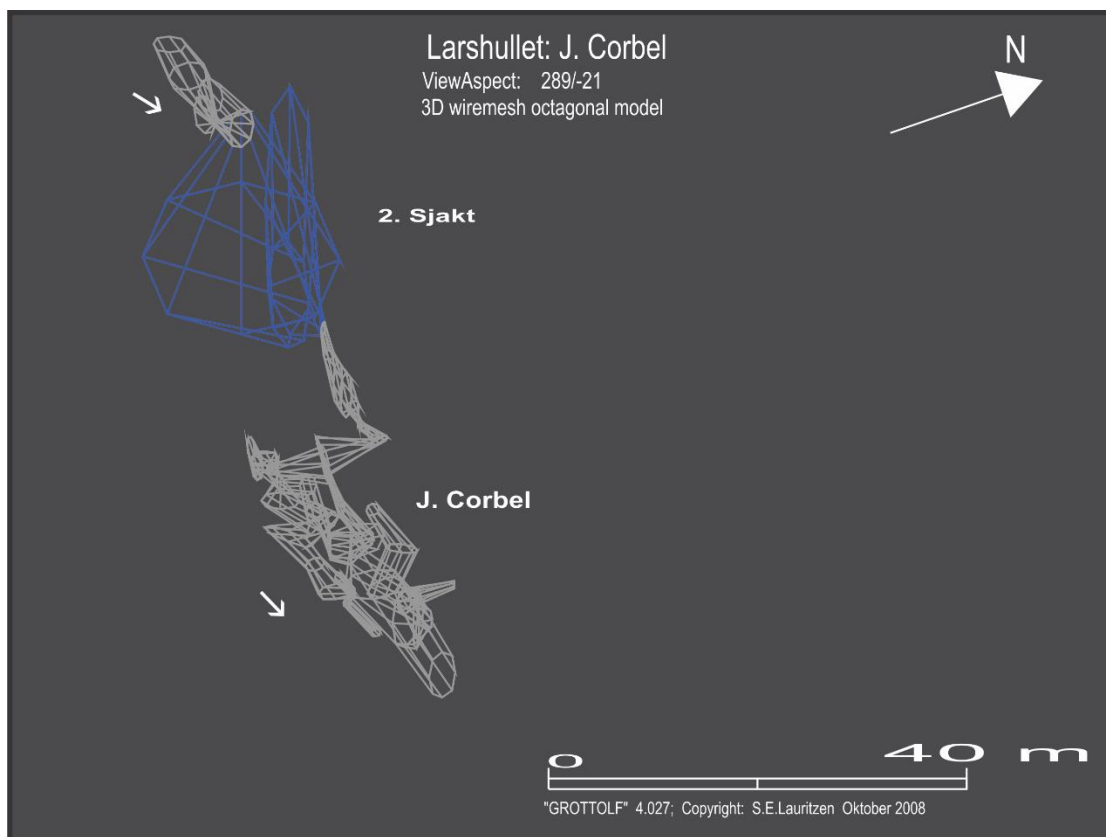 Larshullet: J. Corbel
ViewAspect: 289/-21
3D wiremesh octagonal model
N
2. Sjakt
J. Corbel
0 40 m
"GROTTOLF" 4.027; Copyright: S.E.Lauritzen Oktober 2008